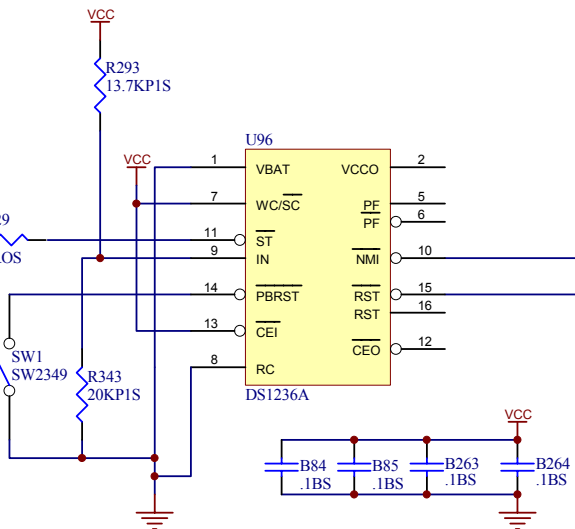 VCC
R293
13.7KP1S
U96
VCC
1 VBAT VCCO 2
7 WC/SC PF 5
PF 6
29
ROS
11 ST
9 IN NMI 10
14 PBRST RST 15
RST 16
13 CEI
CEO 12
8 RC
SW1
SW2349
R343
20KP1S
DS1236A
VCC
B84
.1BS
B85
.1BS
B263
.1BS
B264
.1BS